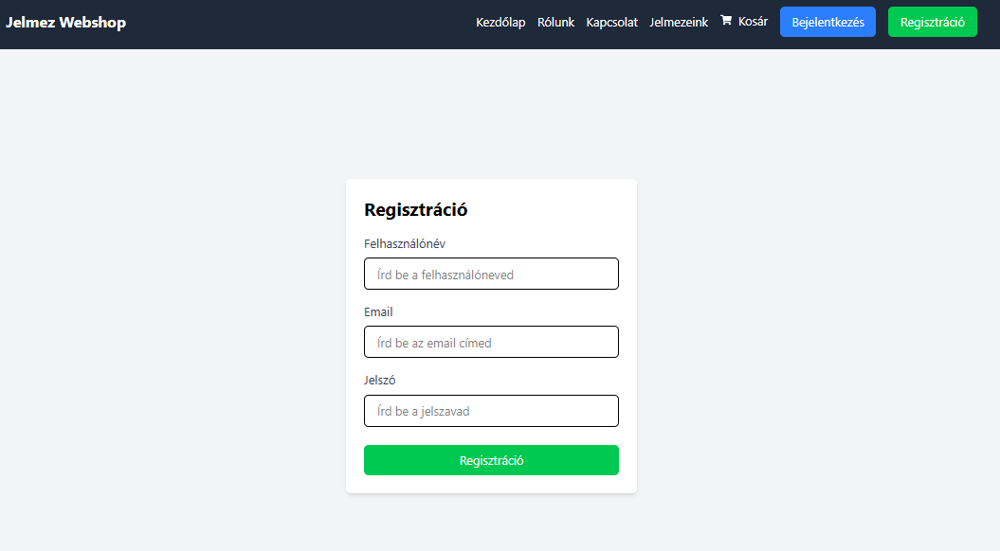 Jelmez Webshop
Kezdőlap Rólunk Kapcsolat Jelmezeink Kosár Bejelentkezés Regisztráció
Regisztráció
Felhasználónév
Írd be a felhasználóneved
Email
Írd be az email címed
Jelszó
Írd be a jelszavad
Regisztráció